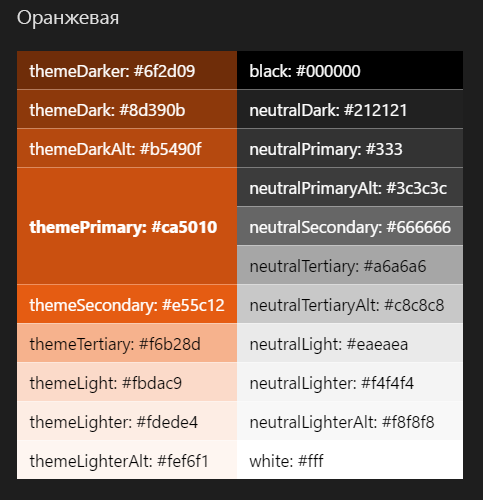 Оранжевая
themeDarker: #6f2d09
black: #000000
themeDark: #8d390b
neutralDark: #212121
themeDarkAlt: #b5490f
neutralPrimary: #333
neutralPrimaryAlt: #3c3c3c
themePrimary: #ca5010
neutralSecondary: #666666
neutralTertiary: #a6a6a6
themeSecondary: #e55c12
neutralTertiaryAlt: #c8c8c8
themeTertiary: #f6b28d
neutralLight: #eaeaea
themeLight: #fbdac9
neutralLighter: #f4f4f4
themeLighter: #fdede4
neutralLighterAlt: #f8f8f8
themeLighterAlt: #fef6f1
white: #fff